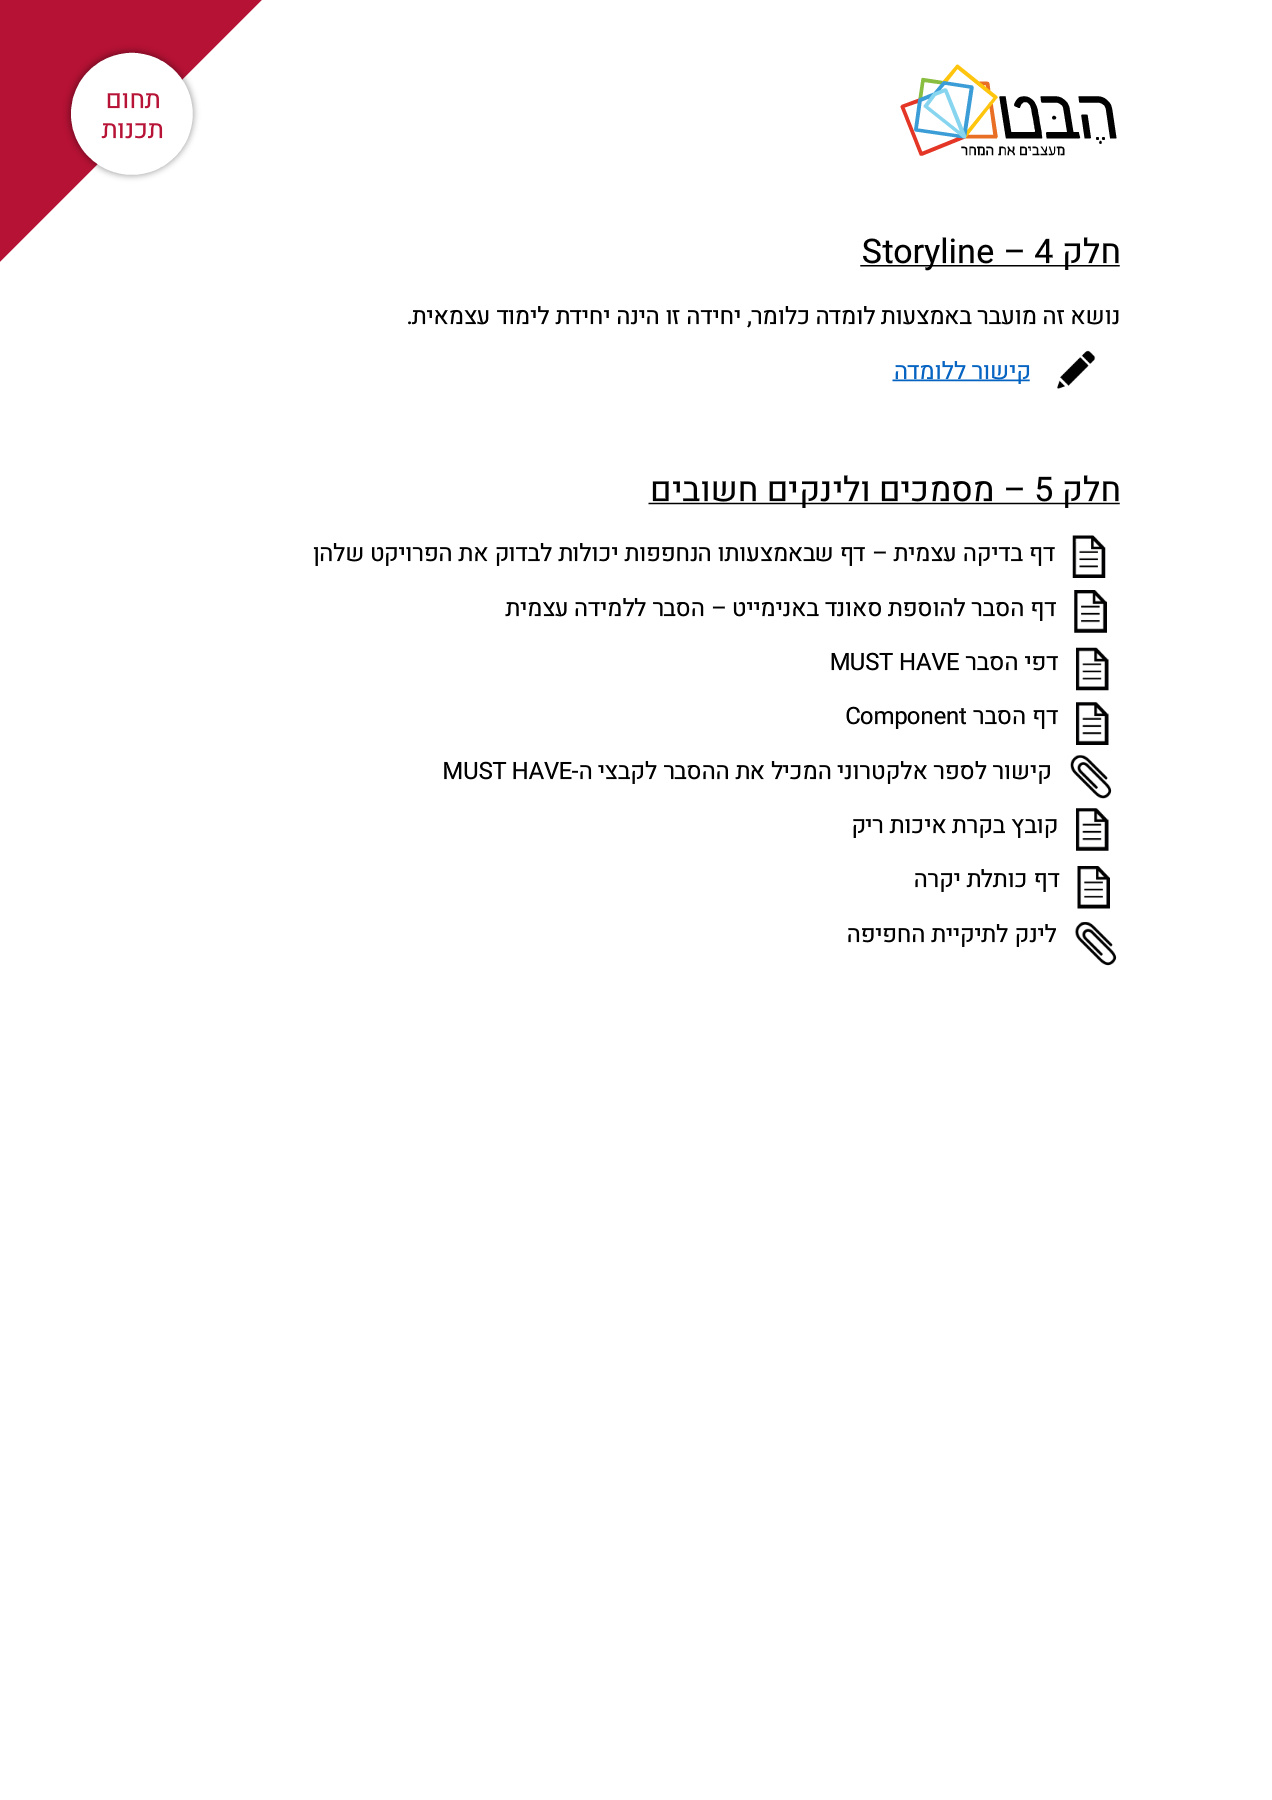 תחום
תכנות
הֶבּט
מעצבים את המחר
חלק 4 – Storyline
נושא זה מועבר באמצעות לומדה כלומר, יחידה זו הינה יחידת לימוד עצמאית.
קישור ללומדה
חלק 5 – מסמכים ולינקים חשובים
דף בדיקה עצמית – דף שבאמצעותו הנחפפות יכולות לבדוק את הפרויקט שלהן
דף הסבר להוספת סאונד באנימייט – הסבר ללמידה עצמית
דפי הסבר MUST HAVE
דף הסבר Component
קישור לספר אלקטרוני המכיל את ההסבר לקבצי ה-MUST HAVE
קובץ בקרת איכות ריק
דף כותלת יקרה
לינק לתיקיית החפיפה